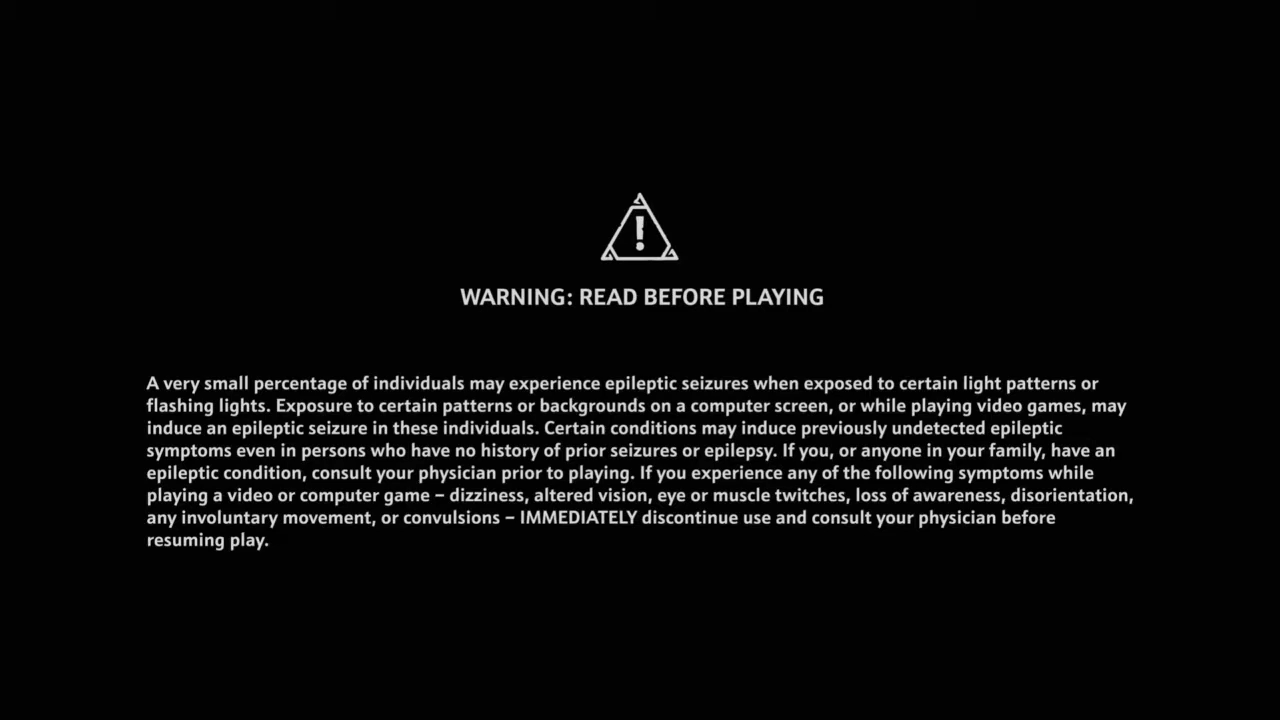 WARNING: READ BEFORE PLAYING
A very small percentage of individuals may experience epileptic seizures when exposed to certain light patterns or
flashing lights. Exposure to certain patterns or backgrounds on a computer screen, or while playing video games, may
induce an epileptic seizure in these individuals. Certain conditions may induce previously undetected epileptic
symptoms even in persons who have no history of prior seizures or epilepsy. If you, or anyone in your family, have an
epileptic condition, consult your physician prior to playing. If you experience any of the following symptoms while
playing a video or computer game – dizziness, altered vision, eye or muscle twitches, loss of awareness, disorientation,
any involuntary movement, or convulsions – IMMEDIATELY discontinue use and consult your physician before
resuming play.